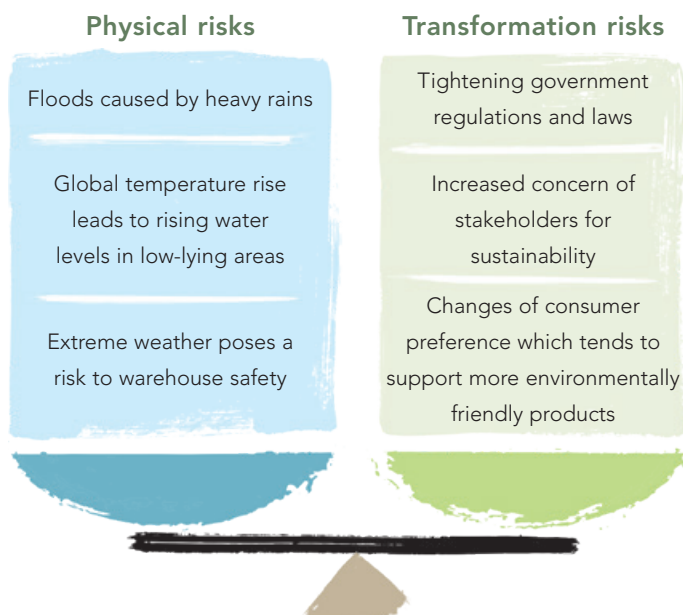 Physical risks
Floods caused by heavy rains
Global temperature rise
leads to rising water
levels in low-lying areas
Extreme weather poses a
risk to warehouse safety
Transformation risks
Tightening government
regulations and laws
Increased concern of
stakeholders for
sustainability
Changes of consumer
preference which tends to
support more environmentally
friendly products